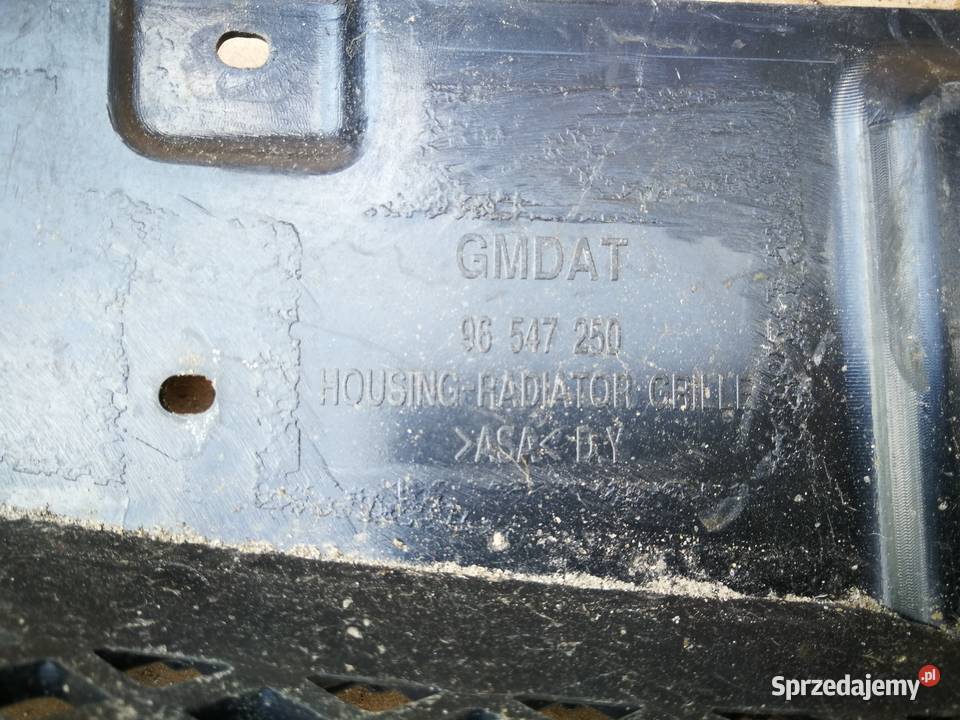 GMDAT
96 547 250
HOUSING-RADIATOR GRILLE
>ASA< D.Y
Sprzedajemy.pl